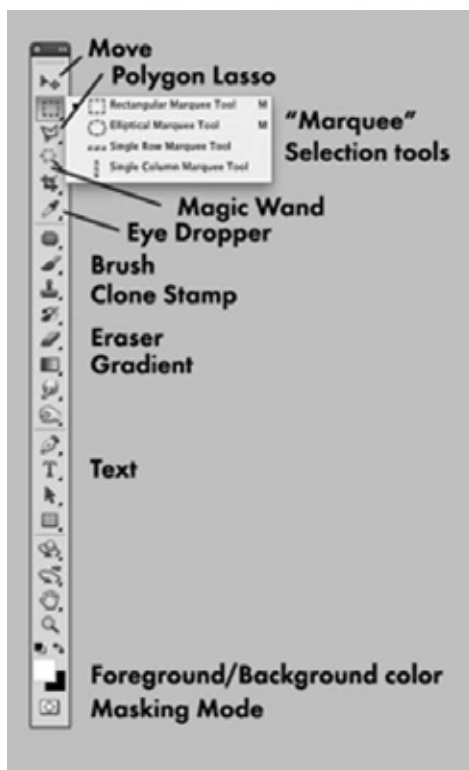 Move
Polygon Lasso
Rectangular Marquee Tool M
Elliptical Marquee Tool M
Single Row Marquee Tool
Single Column Marquee Tool
"Marquee"
Selection tools
Magic Wand
Eye Dropper
Brush
Clone Stamp
Eraser
Gradient
Text
Foreground/Background color
Masking Mode